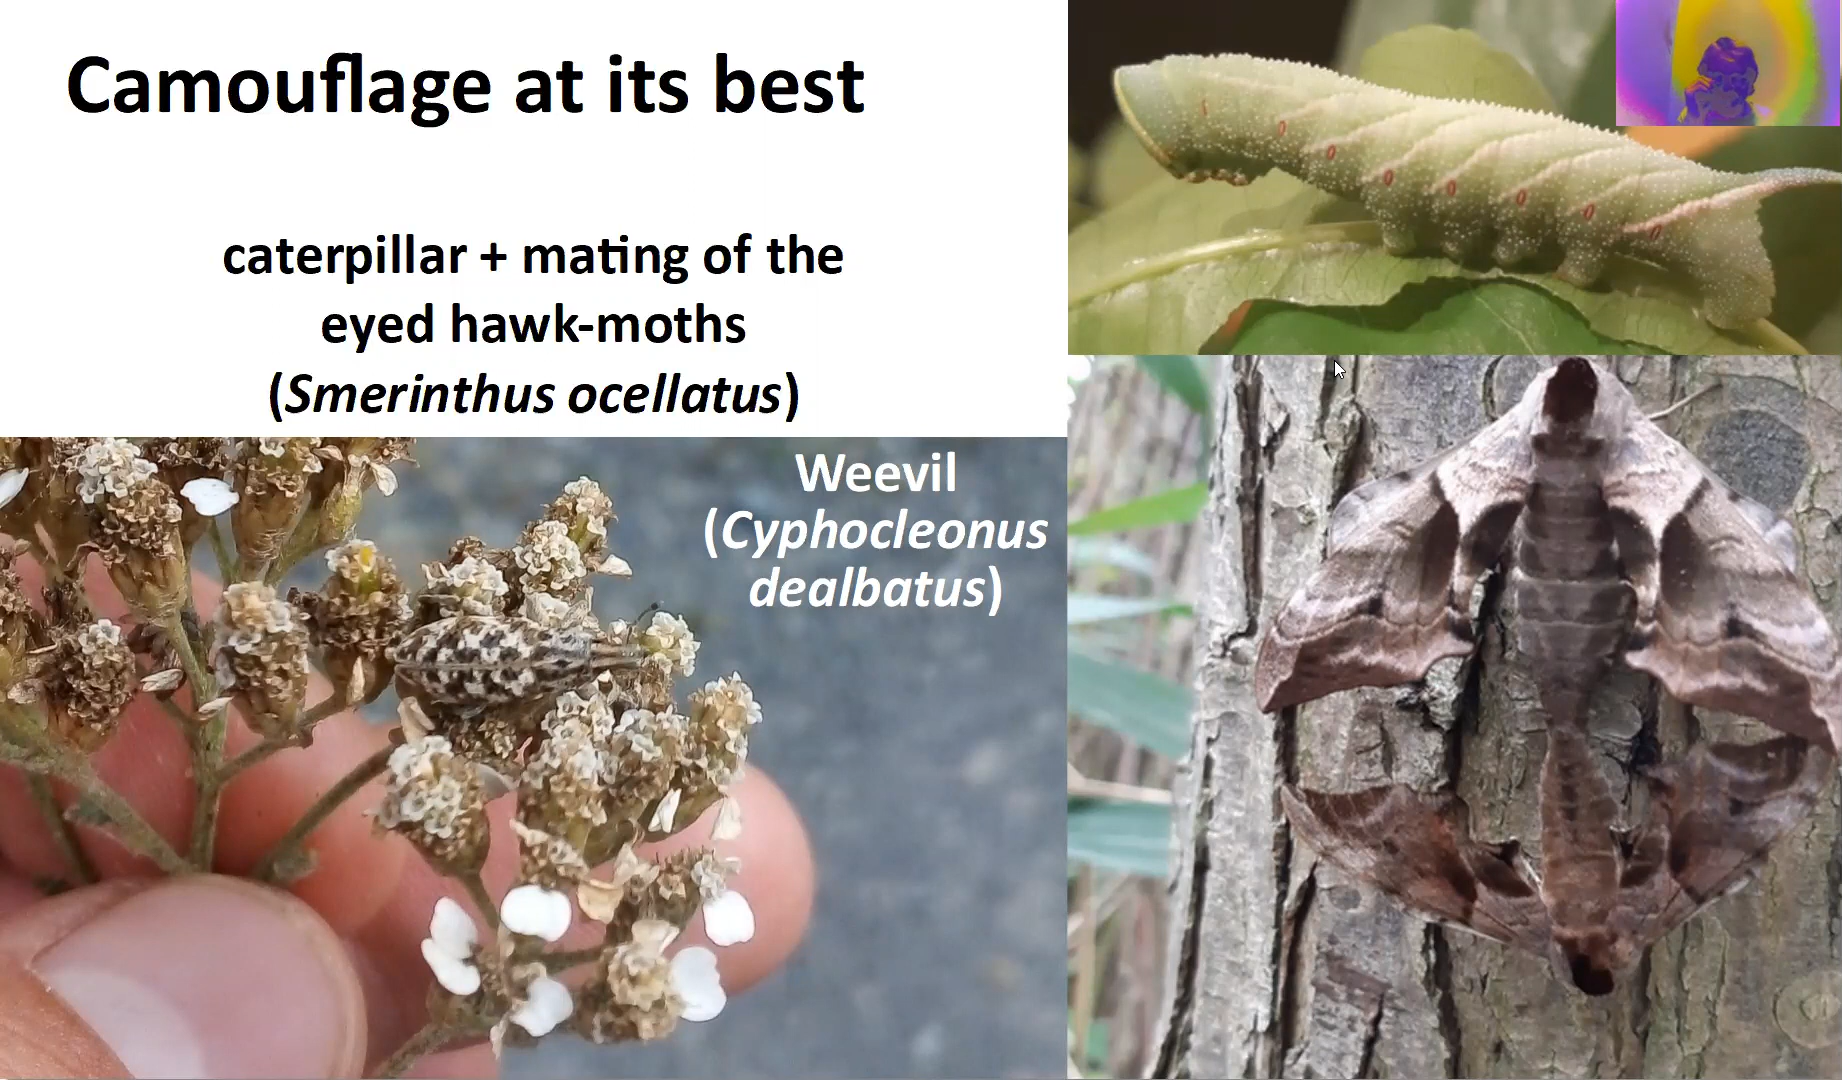 Camouflage at its best
caterpillar + mating of the
eyed hawk-moths
(Smerinthus ocellatus)
Weevil
(Cyphocleonus
dealbatus)